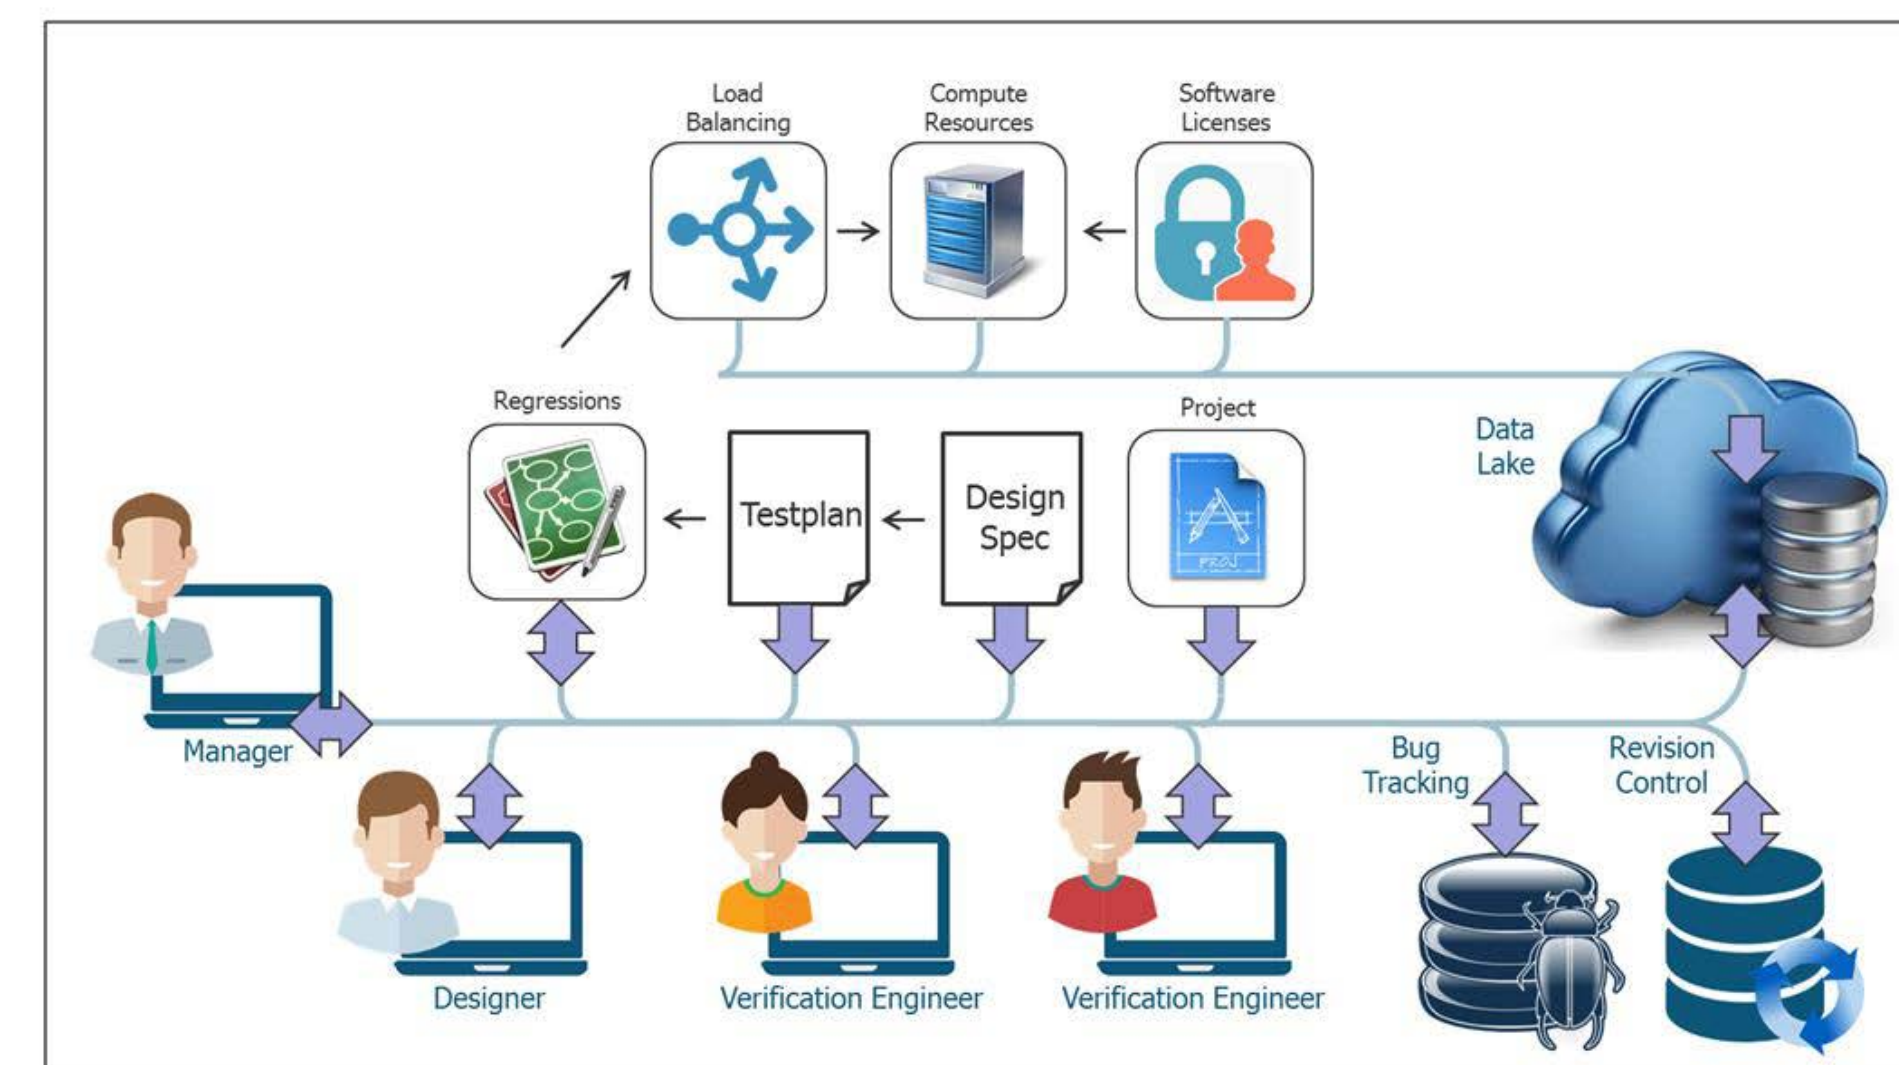 Load
Balancing
Compute
Resources
Software
Licenses
Regressions
Testplan
Design
Spec
Project
PROJ
Data
Lake
Manager
Bug
Tracking
Revision
Control
Designer
Verification Engineer
Verification Engineer